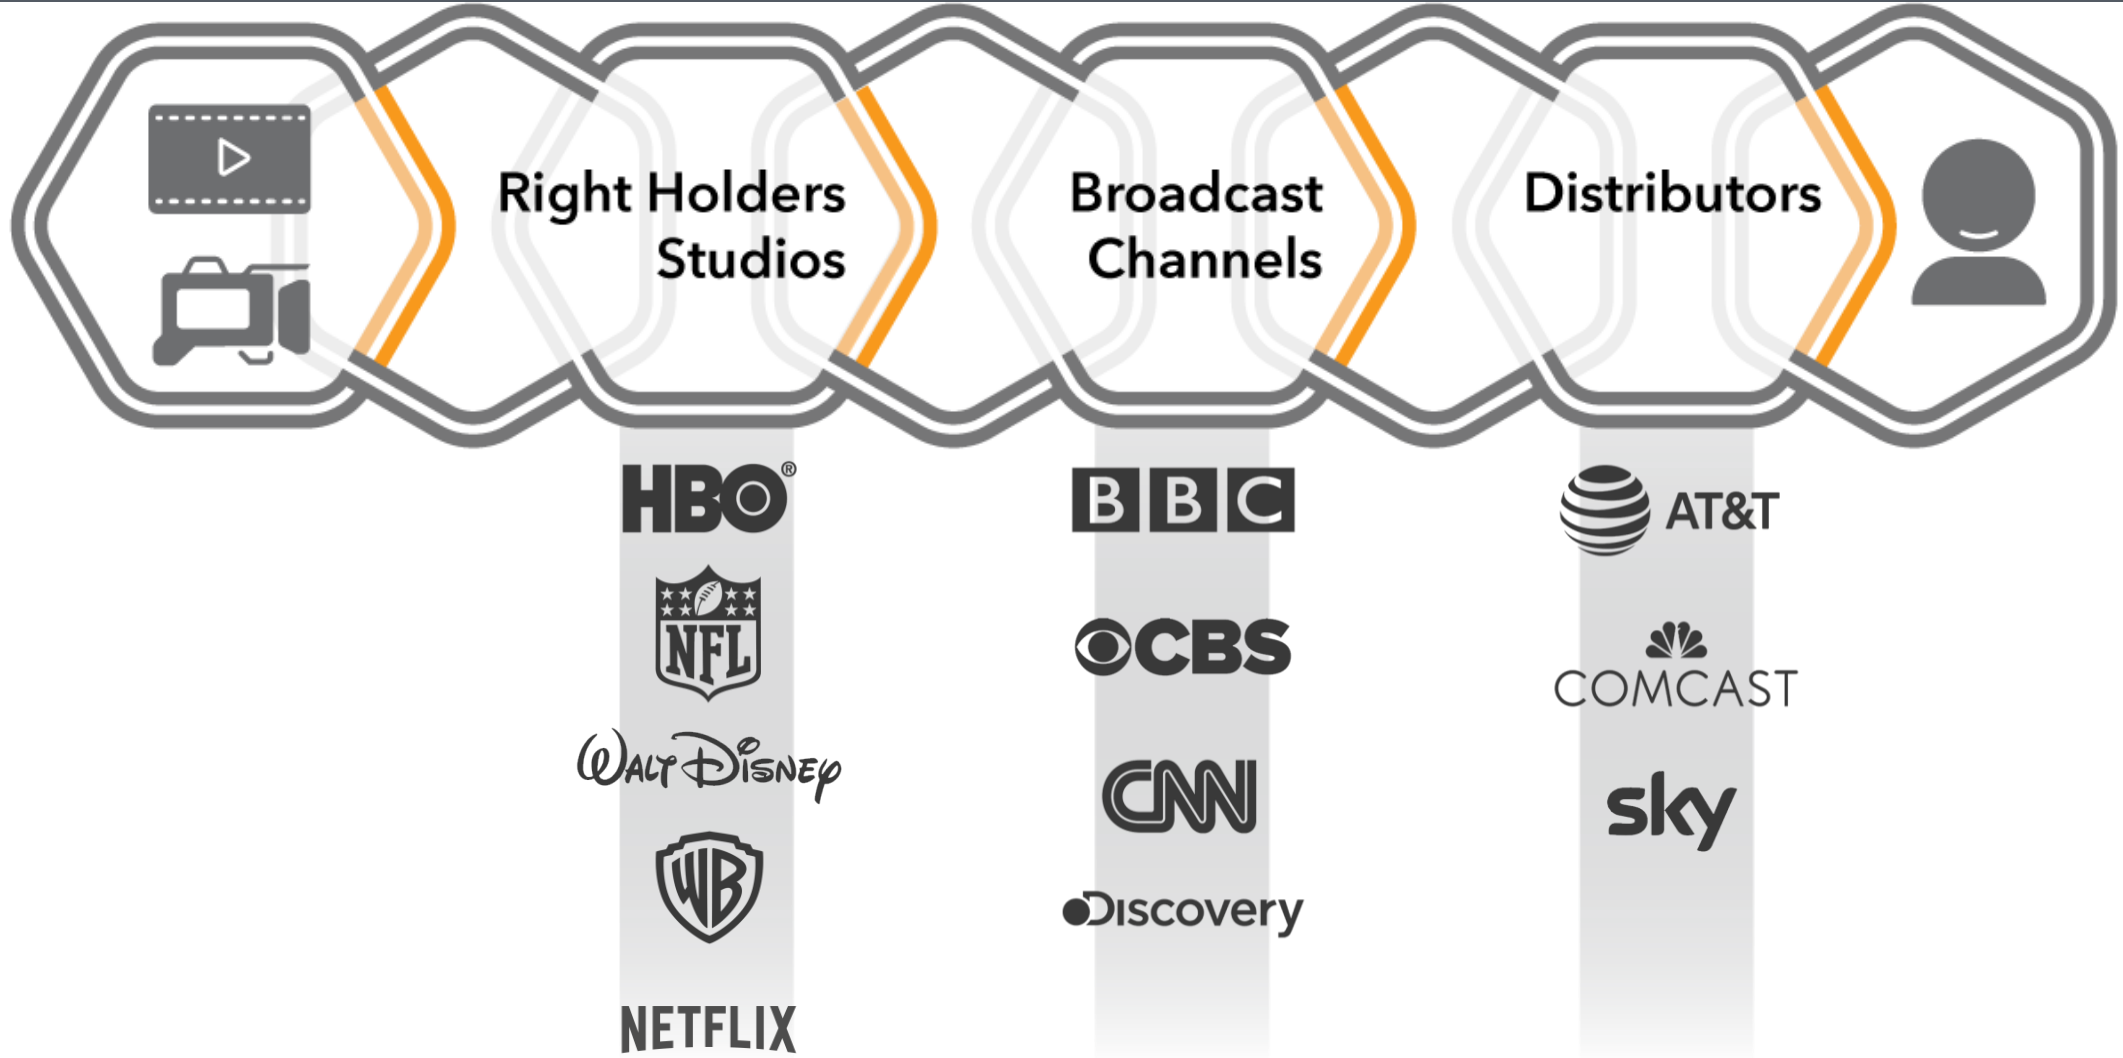 Right Holders
Studios
Broadcast
Channels
Distributors
HBO®
NFL
WALT DISNEY
WB
NETFLIX
BBC
CBS
CNN
Discovery
AT&T
COMCAST
sky